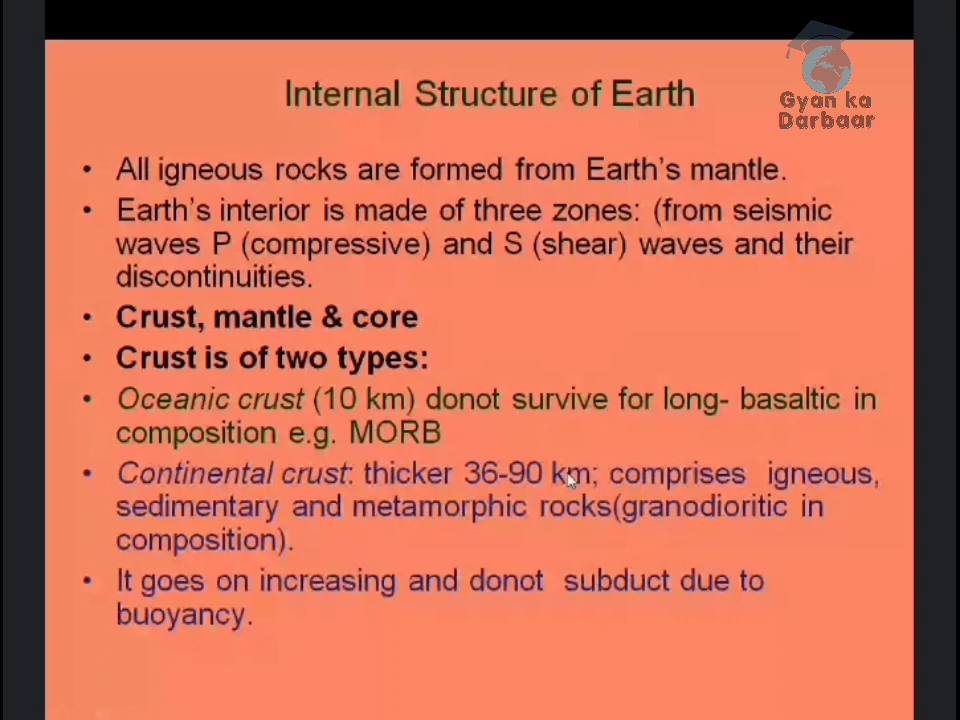 Gyan ka
Darbaar
Internal Structure of Earth
• All igneous rocks are formed from Earth's mantle.
• Earth's interior is made of three zones: (from seismic
waves P (compressive) and S (shear) waves and their
discontinuities.
• Crust, mantle & core
• Crust is of two types:
• Oceanic crust (10 km) donot survive for long- basaltic in
composition e.g. MORB
• Continental crust: thicker 36-90 km; comprises igneous,
sedimentary and metamorphic rocks(granodioritic in
composition).
• It goes on increasing and donot subduct due to
buoyancy.